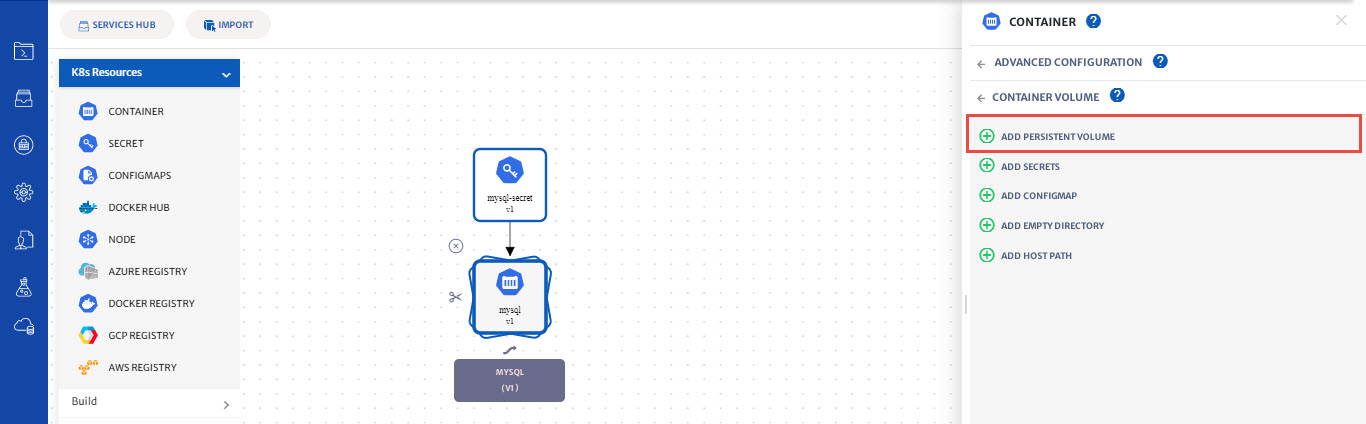 SERVICES HUB
IMPORT
K8s Resources
CONTAINER
SECRET
CONFIGMAPS
DOCKER HUB
NODE
AZURE REGISTRY
DOCKER REGISTRY
GCP REGISTRY
AWS REGISTRY
Build
mysql-secret
v1
mysql
v1
MYSQL
(V1)
CONTAINER ?
ADVANCED CONFIGURATION ?
CONTAINER VOLUME ?
ADD PERSISTENT VOLUME
ADD SECRETS
ADD CONFIGMAP
ADD EMPTY DIRECTORY
ADD HOST PATH